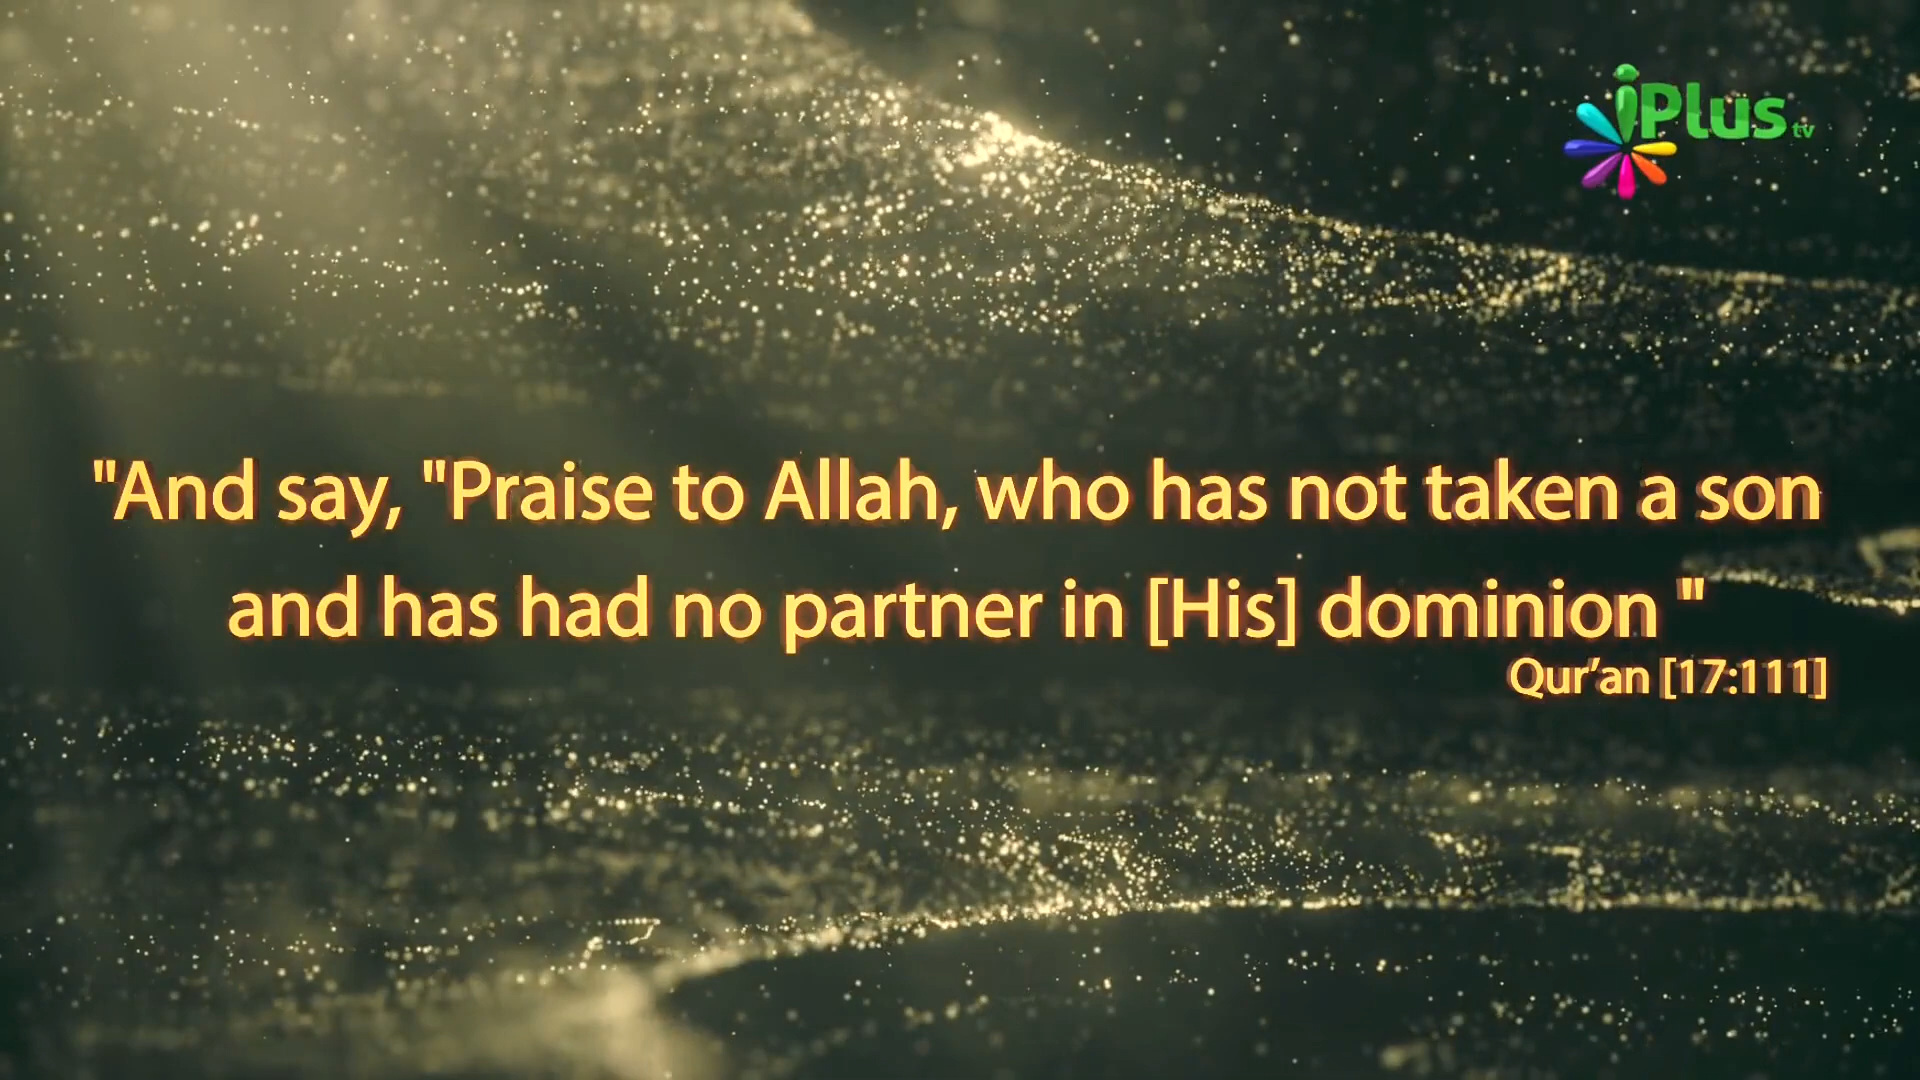 iPlus tv
"And say, "Praise to Allah, who has not taken a son
and has had no partner in [His] dominion "
Qur’an [17:111]